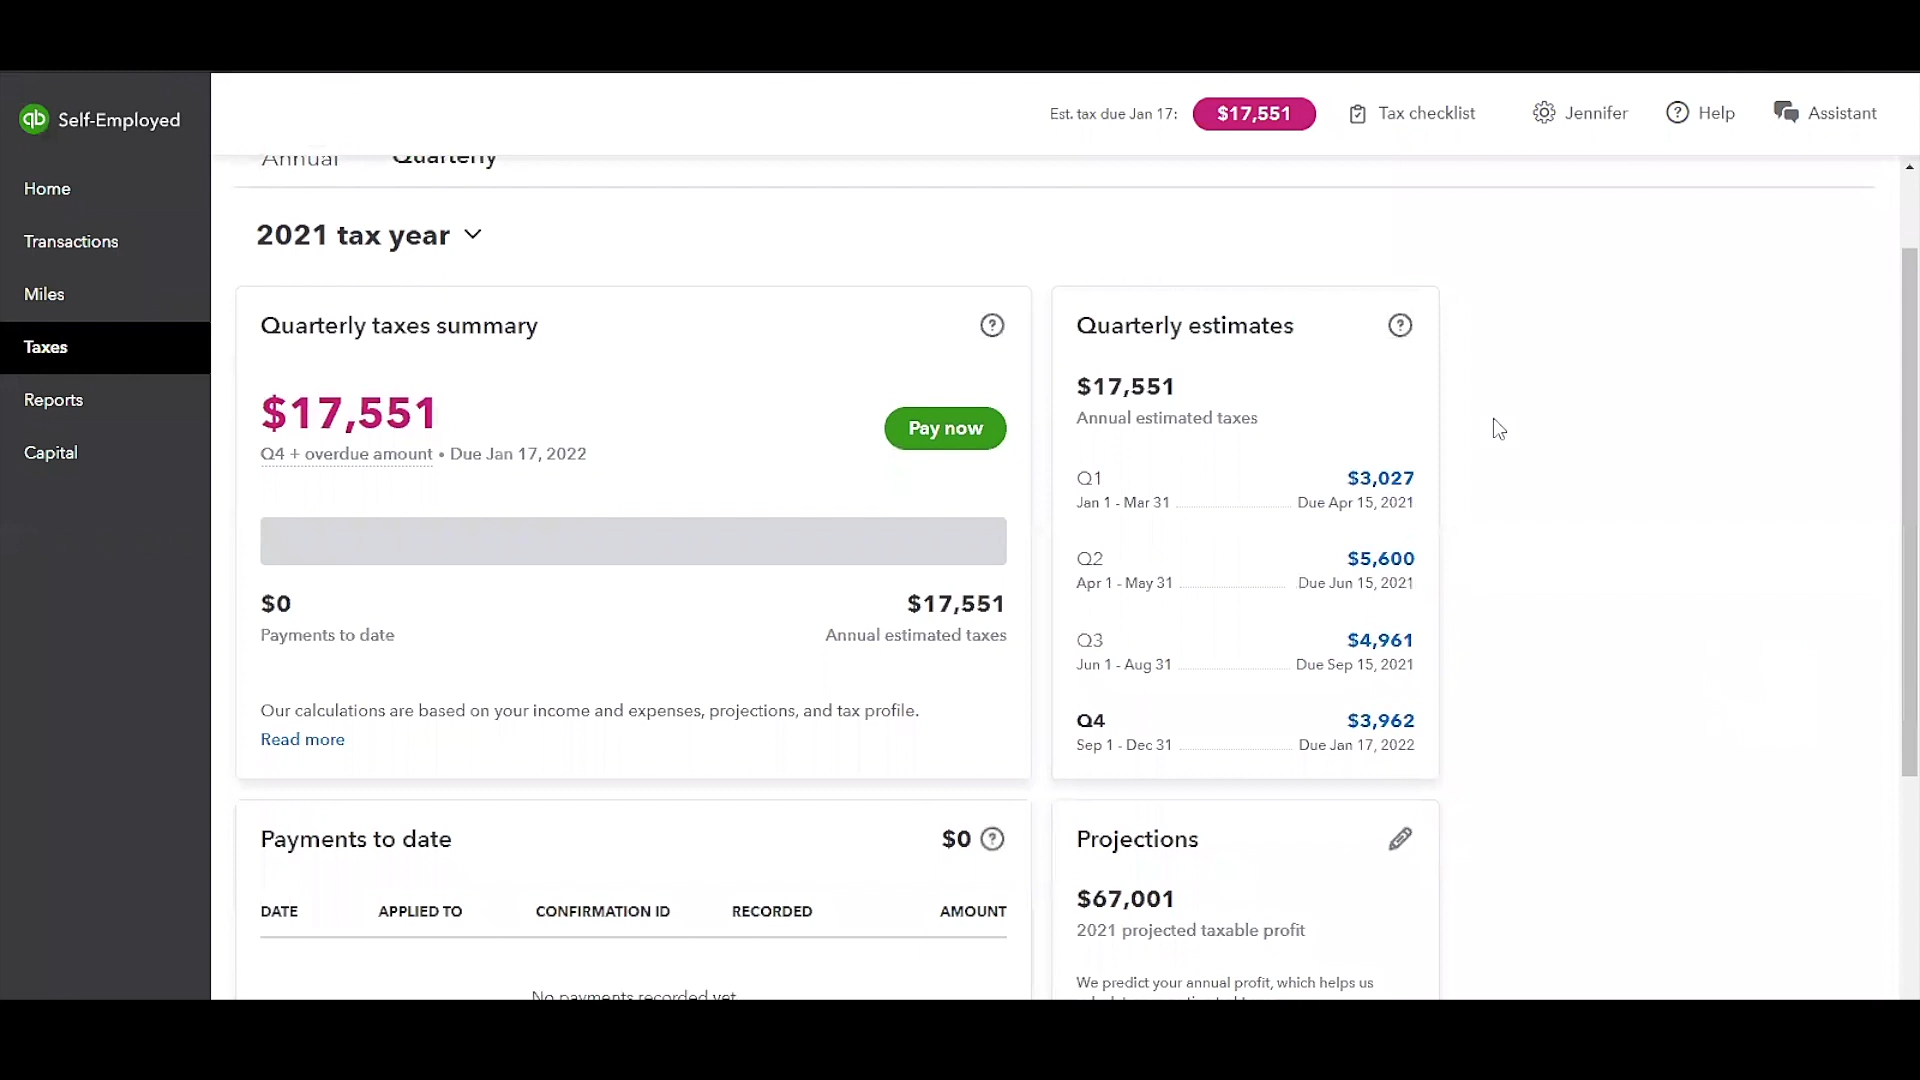 qb Self-Employed
Est. tax due Jan 17: $17,551 Tax checklist Jennifer Help Assistant
Home
Transactions
Miles
Taxes
Reports
Capital
Annual Quarterly
2021 tax year
Quarterly taxes summary
$17,551
Q4 + overdue amount • Due Jan 17, 2022
Pay now
$0
Payments to date
$17,551
Annual estimated taxes
Our calculations are based on your income and expenses, projections, and tax profile.
Read more
Quarterly estimates
$17,551
Annual estimated taxes
Q1 $3,027
Jan 1 - Mar 31 Due Apr 15, 2021
Q2 $5,600
Apr 1 - May 31 Due Jun 15, 2021
Q3 $4,961
Jun 1 - Aug 31 Due Sep 15, 2021
Q4 $3,962
Sep 1 - Dec 31 Due Jan 17, 2022
Payments to date $0
DATE APPLIED TO CONFIRMATION ID RECORDED AMOUNT
No payments recorded yet
Projections
$67,001
2021 projected taxable profit
We predict your annual profit, which helps us